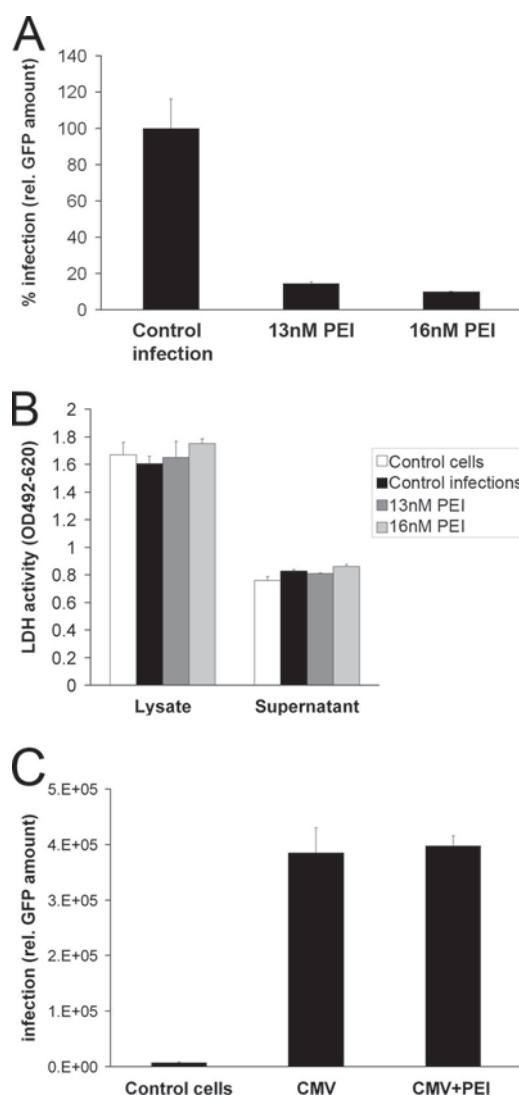 A
% infection (rel. GFP amount)
140
120
100
80
60
40
20
0
Control infection
13nM PEI
16nM PEI
B
LDH activity (OD492-620)
2
1.8
1.6
1.4
1.2
1
0.8
0.6
0.4
0.2
0
Lysate
Supernatant
Control cells
Control infections
13nM PEI
16nM PEI
C
infection (rel. GFP amount)
5.E+05
4.E+05
3.E+05
2.E+05
1.E+05
0.E+00
Control cells
CMV
CMV+PEI